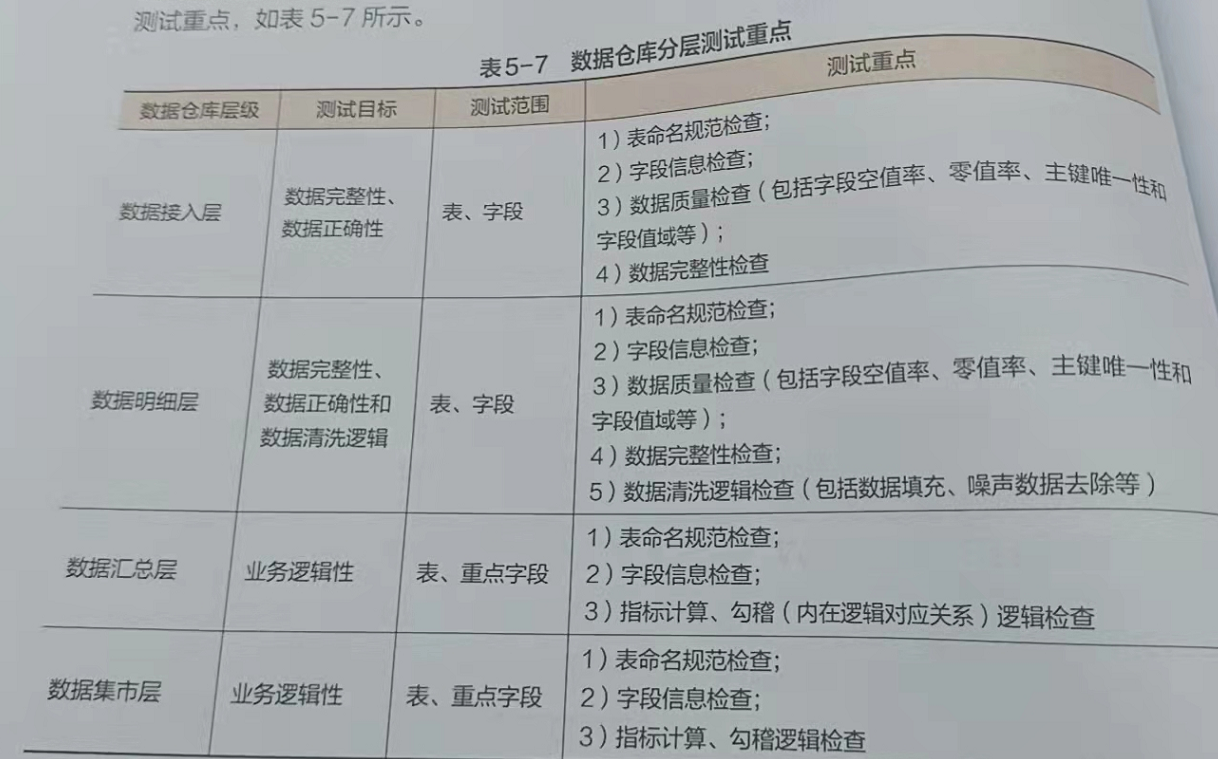 测试重点，如表 5-7 所示。
表5-7 数据仓库分层测试重点
数据仓库层级 测试目标 测试范围 测试重点
数据接入层
数据完整性、
数据正确性
表、字段
1）表命名规范检查；
2）字段信息检查；
3）数据质量检查（包括字段空值率、零值率、主键唯一性和
字段值域等）；
4）数据完整性检查
数据明细层
数据完整性、
数据正确性和
数据清洗逻辑
表、字段
1）表命名规范检查；
2）字段信息检查；
3）数据质量检查（包括字段空值率、零值率、主键唯一性和
字段值域等）；
4）数据完整性检查；
5）数据清洗逻辑检查（包括数据填充、噪声数据去除等）
数据汇总层
业务逻辑性
表、重点字段
1）表命名规范检查；
2）字段信息检查；
3）指标计算、勾稽（内在逻辑对应关系）逻辑检查
数据集市层
业务逻辑性
表、重点字段
1）表命名规范检查；
2）字段信息检查；
3）指标计算、勾稽逻辑检查